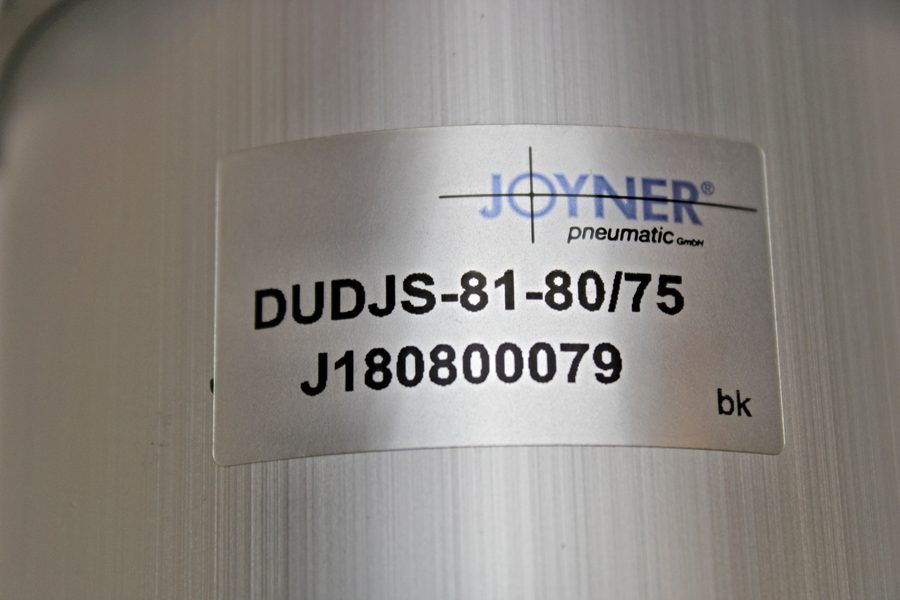 JOYNER®
pneumatic GmbH
DUDJS-81-80/75
J180800079
bk